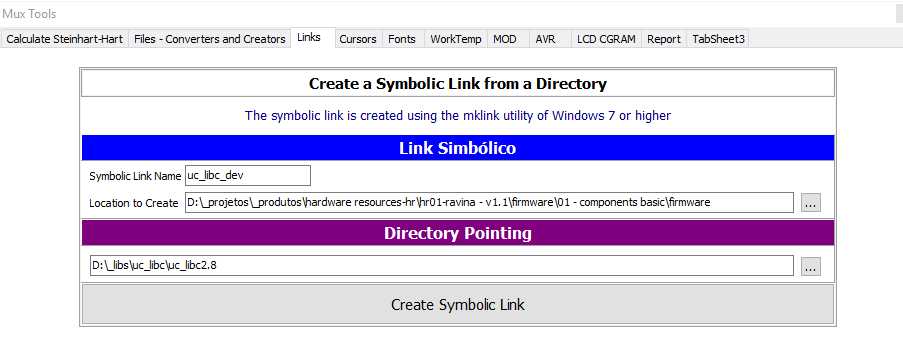 Mux Tools
Calculate Steinhart-Hart Files - Converters and Creators Links Cursors Fonts WorkTemp MOD AVR LCD CGRAM Report TabSheet3
Create a Symbolic Link from a Directory
The symbolic link is created using the mklink utility of Windows 7 or higher
Link Simbólico
Symbolic Link Name uc_libc_dev
Location to Create D:\_projetos\_produtos\hardware resources-hr\hr01-ravina - v1.1\firmware\01 - components basic\firmware ...
Directory Pointing
D:\_libs\uc_libc\uc_libc2.8 ...
Create Symbolic Link